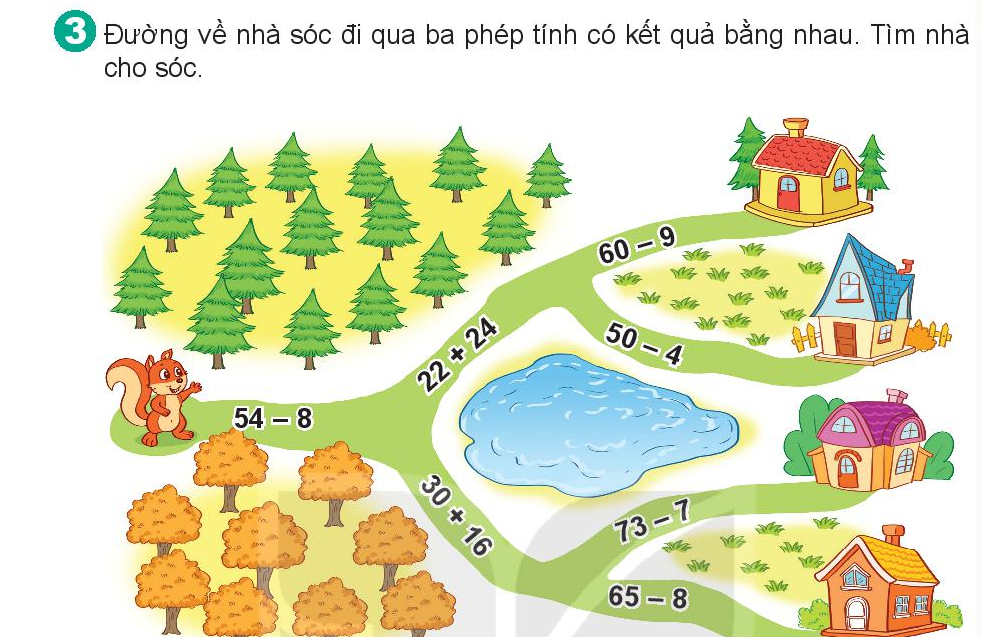 3 Đường về nhà sóc đi qua ba phép tính có kết quả bằng nhau. Tìm nhà
cho sóc.
60 – 9
50 – 4
22 + 24
54 – 8
30 + 16
73 – 7
65 – 8